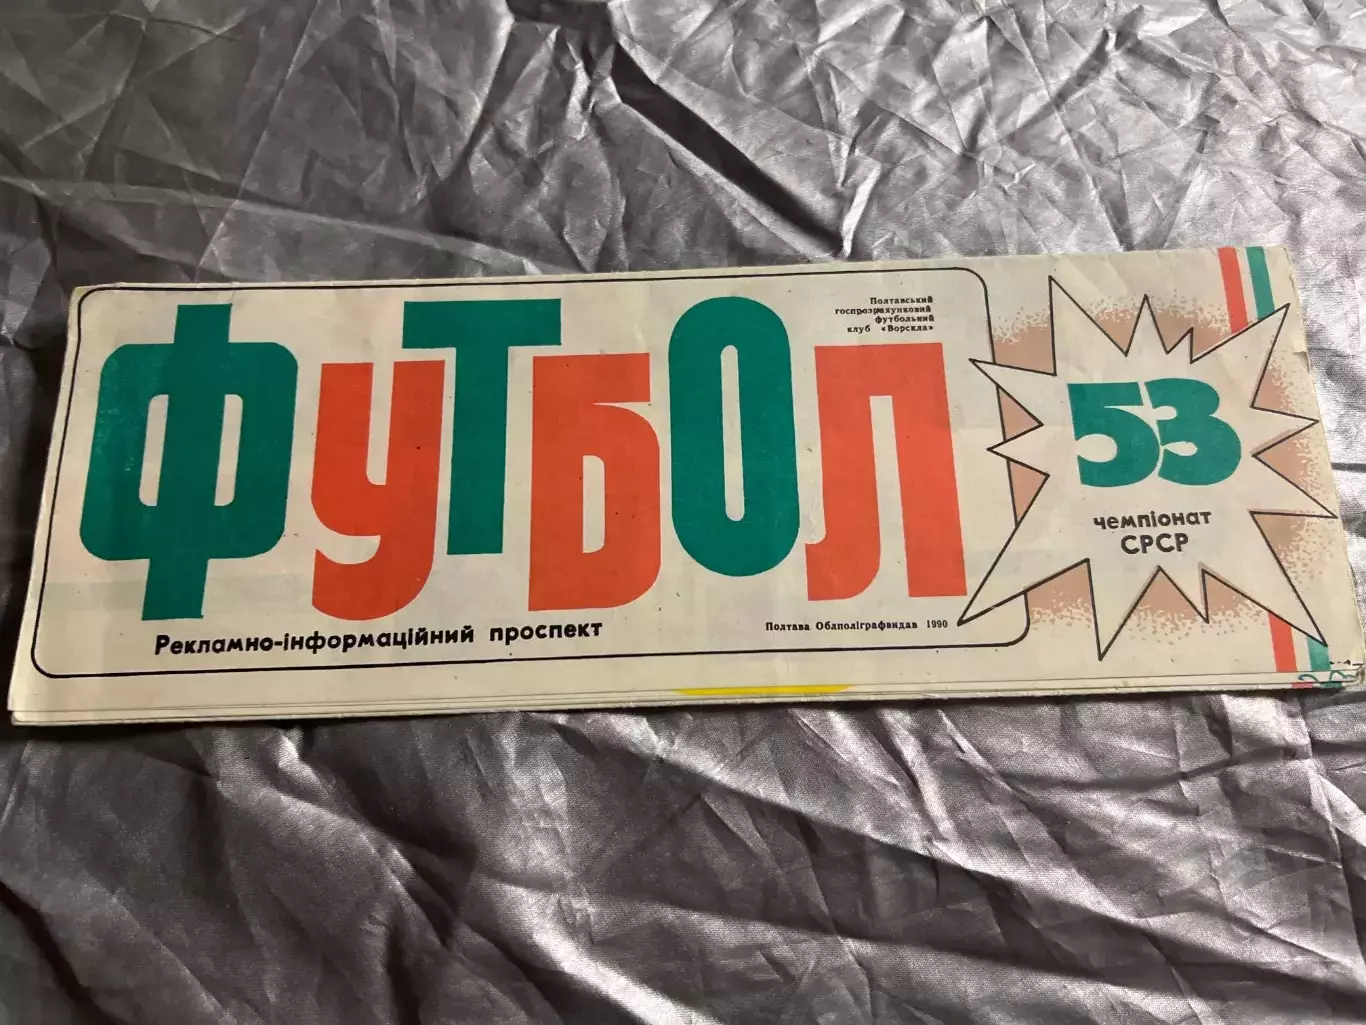 Полтавський
госпрозрахунковий
футбольний
клуб «Ворскла»
ФУТБОЛ
53
чемпіонат
СРСР
Рекламно-інформаційний проспект
Полтава Облполіграфвидав 1990